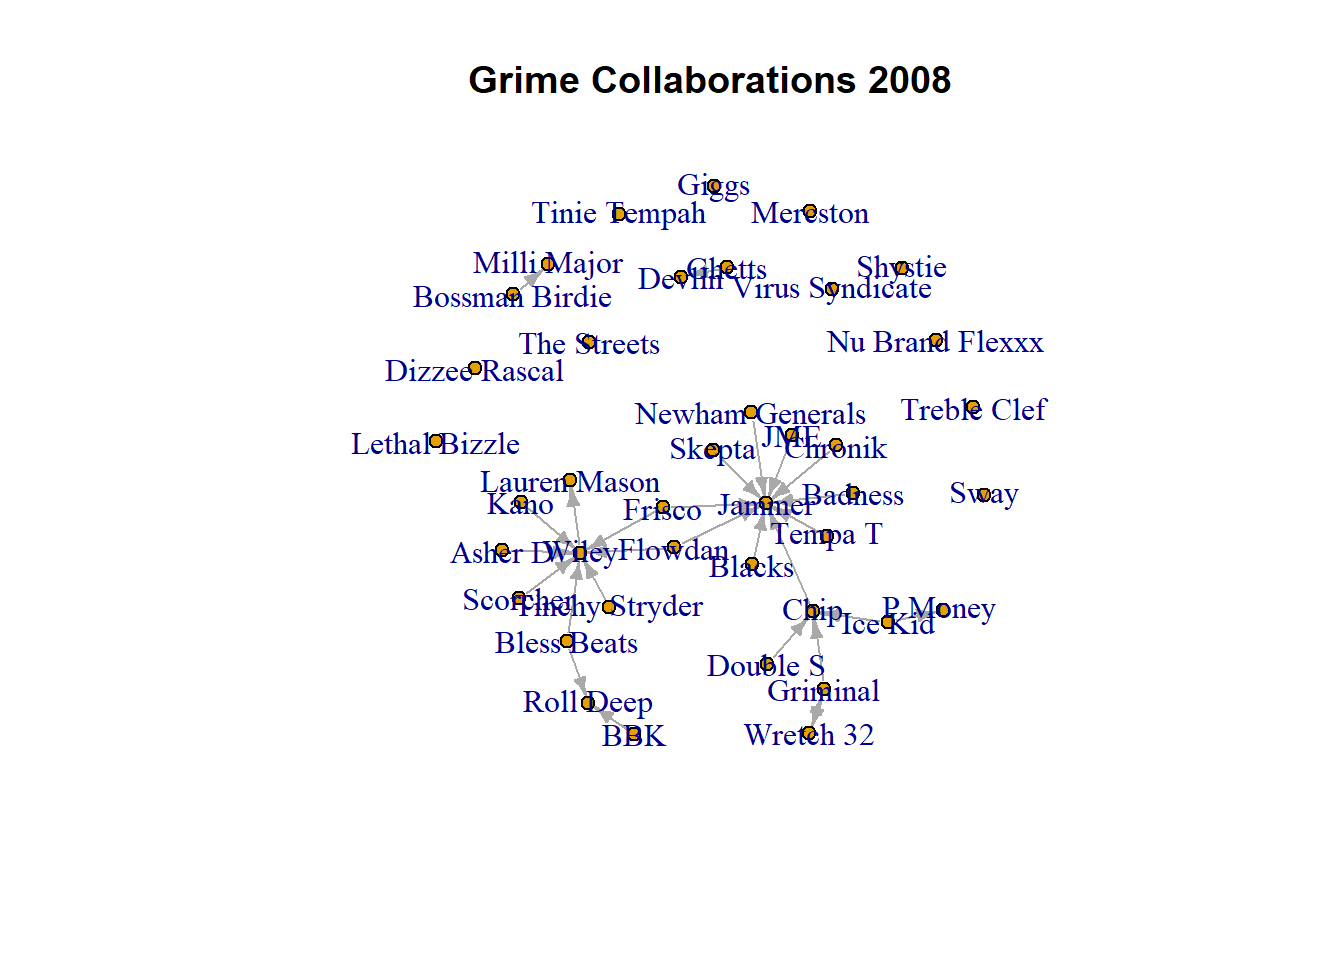 Grime Collaborations 2008
Giggs
Tinie Tempah
Mercston
Milli Major
Ghetts
Shystie
Devlin
Virus Syndicate
Bossman Birdie
The Streets
Nu Brand Flexxx
Dizzee Rascal
Newham Generals
Treble Clef
Lethal Bizzle
JME
Skepta
Chronik
Lauren Mason
Kano
Badness
Sway
Frisco
Jammer
Tempa T
Asher D
Wiley
Flowdan
Blacks
Scorcher
Tinchy Stryder
Chip
P Money
Ice Kid
Bless Beats
Double S
Griminal
Roll Deep
BBK
Wretch 32